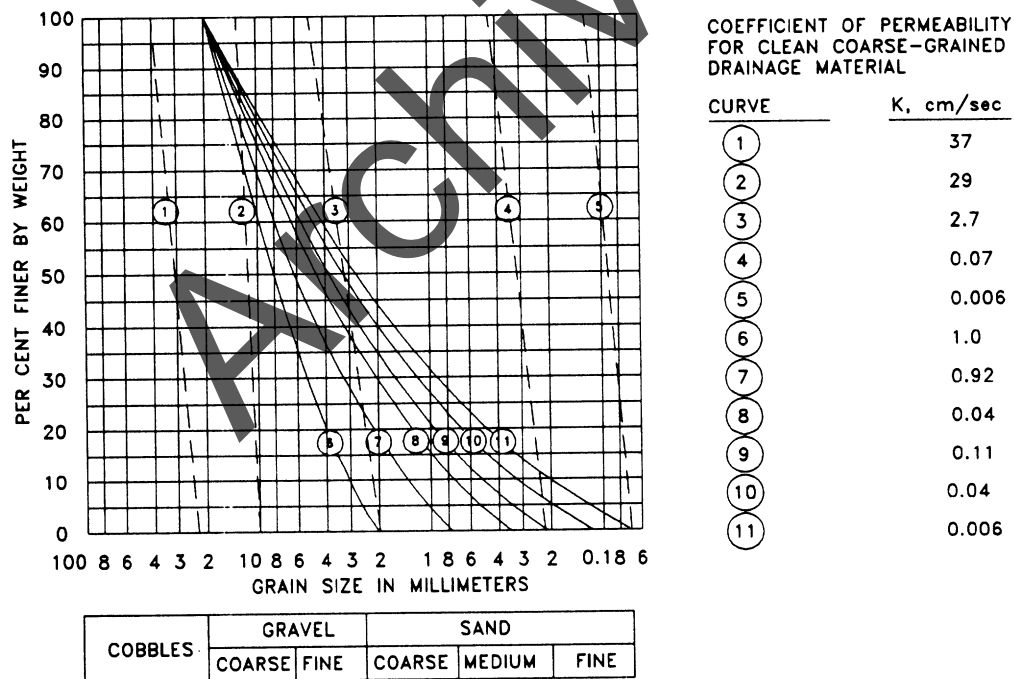 COEFFICIENT OF PERMEABILITY
FOR CLEAN COARSE-GRAINED
DRAINAGE MATERIAL
CURVE K, cm/sec
1 37
2 29
3 2.7
4 0.07
5 0.006
6 1.0
7 0.92
8 0.04
9 0.11
10 0.04
11 0.006
PER CENT FINER BY WEIGHT
100
90
80
70
60
50
40
30
20
10
0
1 2 3 4 5
6 7 8 9 10 11
100 8 6 4 3 2 10 8 6 4 3 2 1 8 6 4 3 2 0.18 6
GRAIN SIZE IN MILLIMETERS
COBBLES GRAVEL SAND
COARSE FINE COARSE MEDIUM FINE